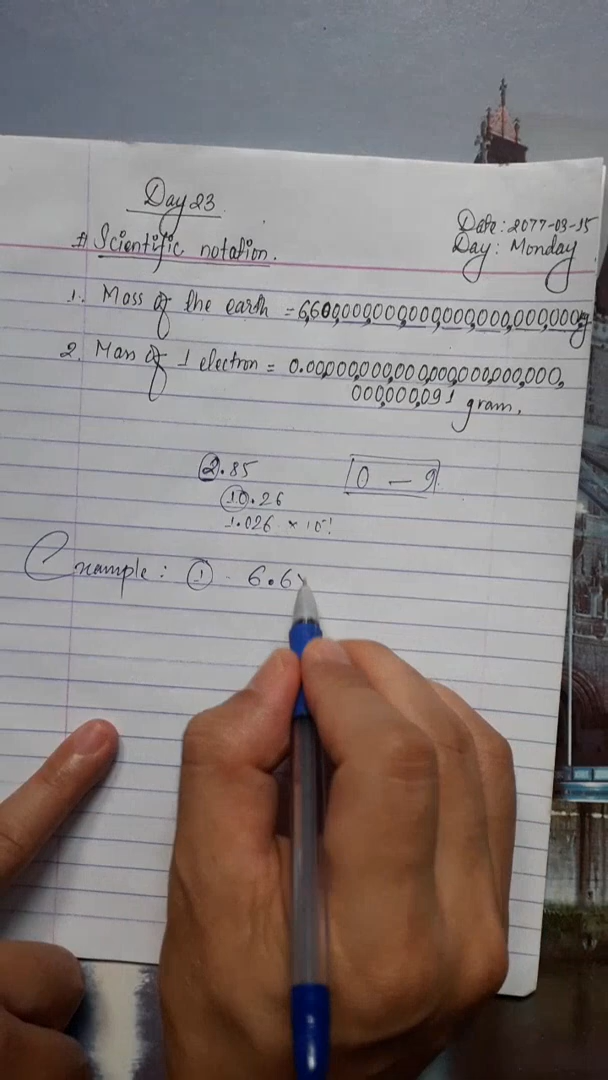 Day 23
Date: 2077-03-15
# Scientific notation.
Day: Monday
1. Mass of the earth = 6,600,000,000,000,000,000,000,000 kg
2. Mass of 1 electron = 0.00,000,000,000,000,000,000,000,
000,000,091 gram.
2.85
0 — 9
10.26
1.026 × 10¹
Example: ① 6.6×